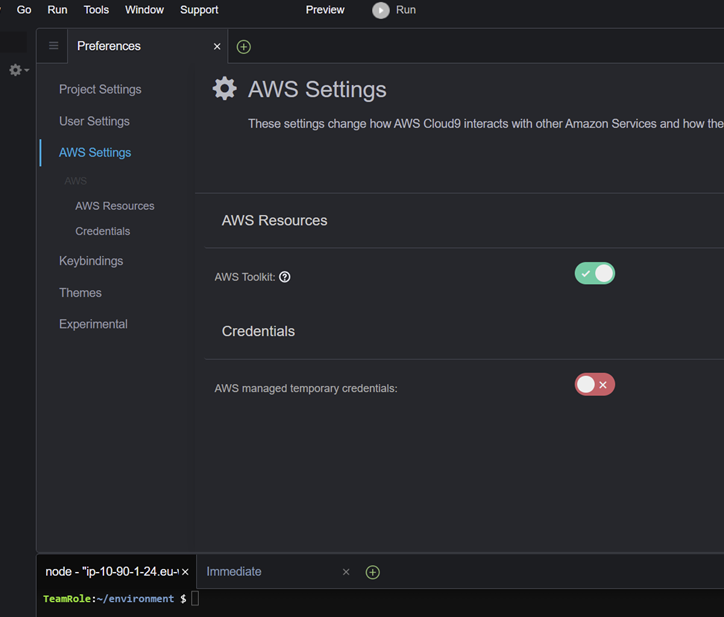 Go Run Tools Window Support Preview Run
Preferences
AWS Settings
These settings change how AWS Cloud9 interacts with other Amazon Services and how the
Project Settings
User Settings
AWS Settings
AWS
AWS Resources
Credentials
Keybindings
Themes
Experimental
AWS Resources
AWS Toolkit:
Credentials
AWS managed temporary credentials:
node - "ip-10-90-1-24.eu-
Immediate
TeamRole:~/environment $